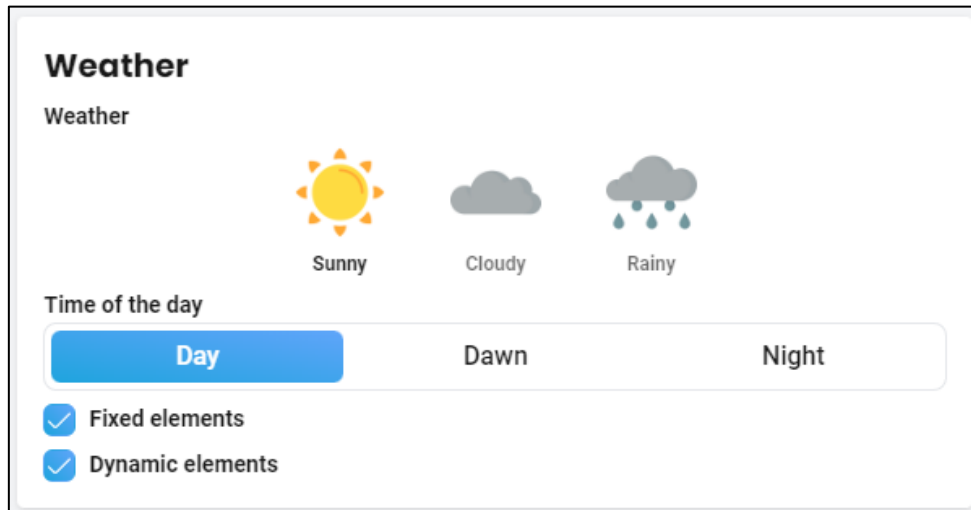 Weather
Weather
Sunny Cloudy Rainy
Time of the day
Day Dawn Night
Fixed elements
Dynamic elements